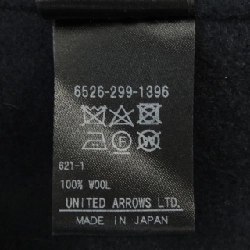 6526-299-1396
F W
621-1
100% WOOL
UNITED ARROWS LTD.
MADE IN JAPAN